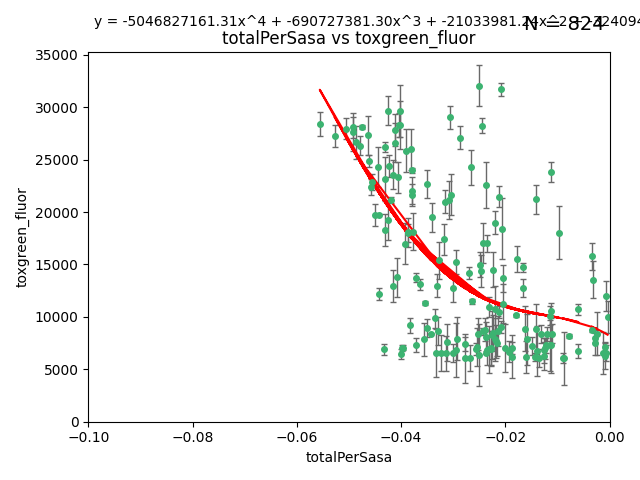 y = -5046827161.31x^4 + -690727381.30x^3 + -21033981.24x^2
N = 824
totalPerSasa vs toxgreen_fluor
35000
30000
25000
20000
15000
10000
5000
0
toxgreen_fluor
−0.10 −0.08 −0.06 −0.04 −0.02 0.00
totalPerSasa